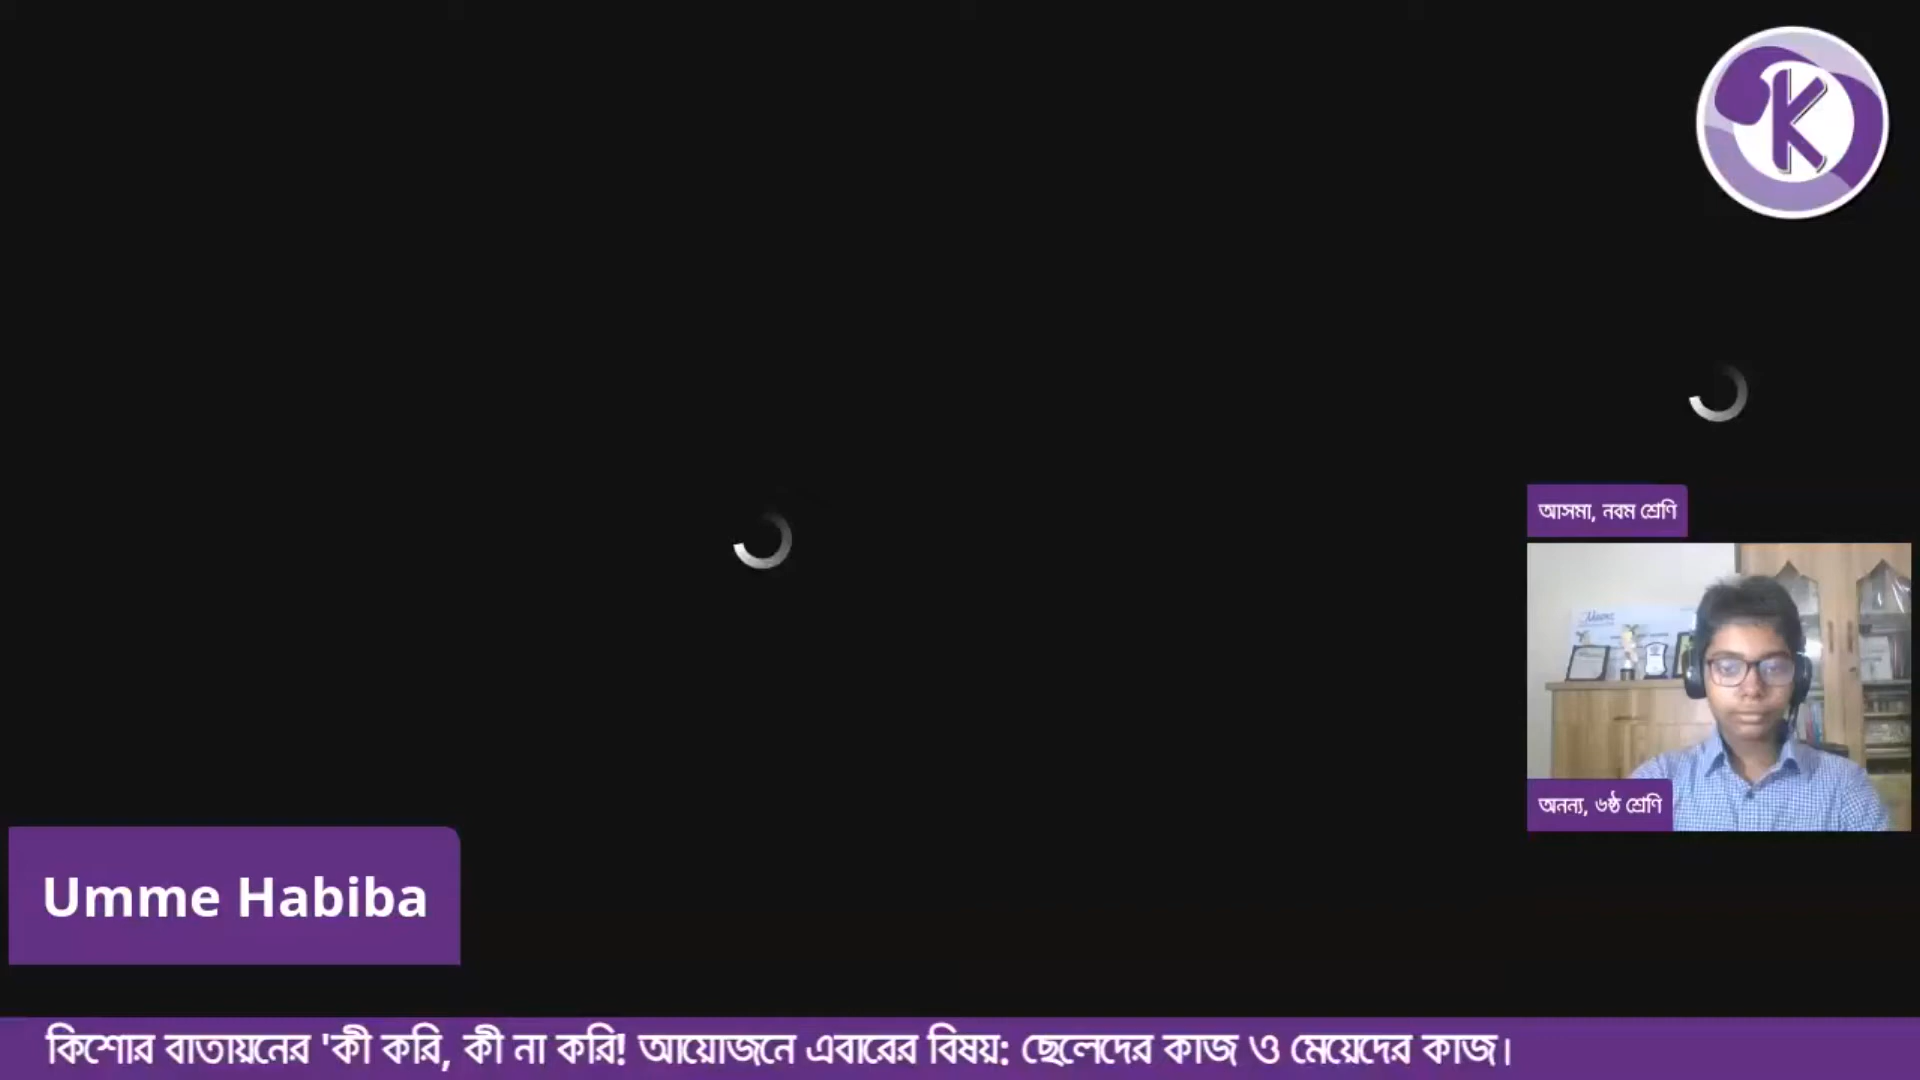 K
আসমা, নবম শ্রেণি
অনন্য, ৬ষ্ঠ শ্রেণি
Umme Habiba
কিশোর বাতায়নের 'কী করি, কী না করি! আয়োজনে এবারের বিষয়: ছেলেদের কাজ ও মেয়েদের কাজ।